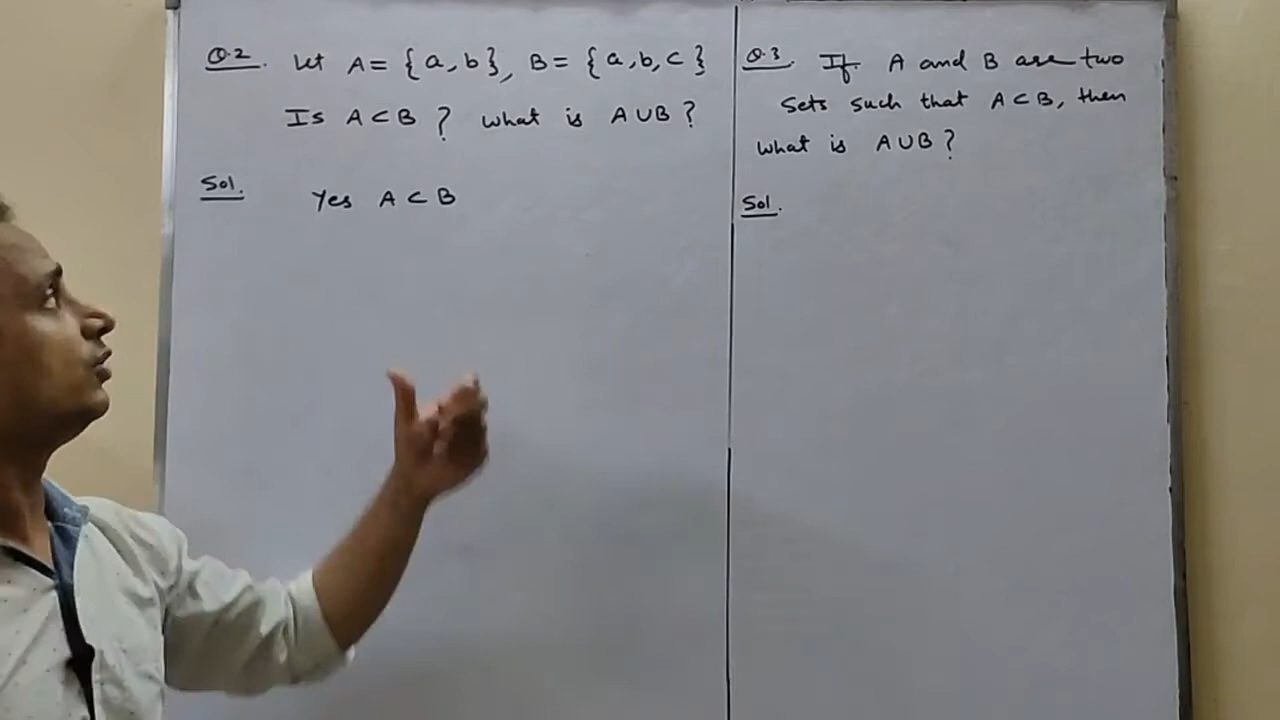 Q.2. Let A = {a, b}, B = {a, b, c}
Is A ⊂ B ? what is A ∪ B ?
Sol. Yes A ⊂ B
Q.3. If A and B are two
Sets such that A ⊂ B, then
what is A ∪ B ?
Sol.